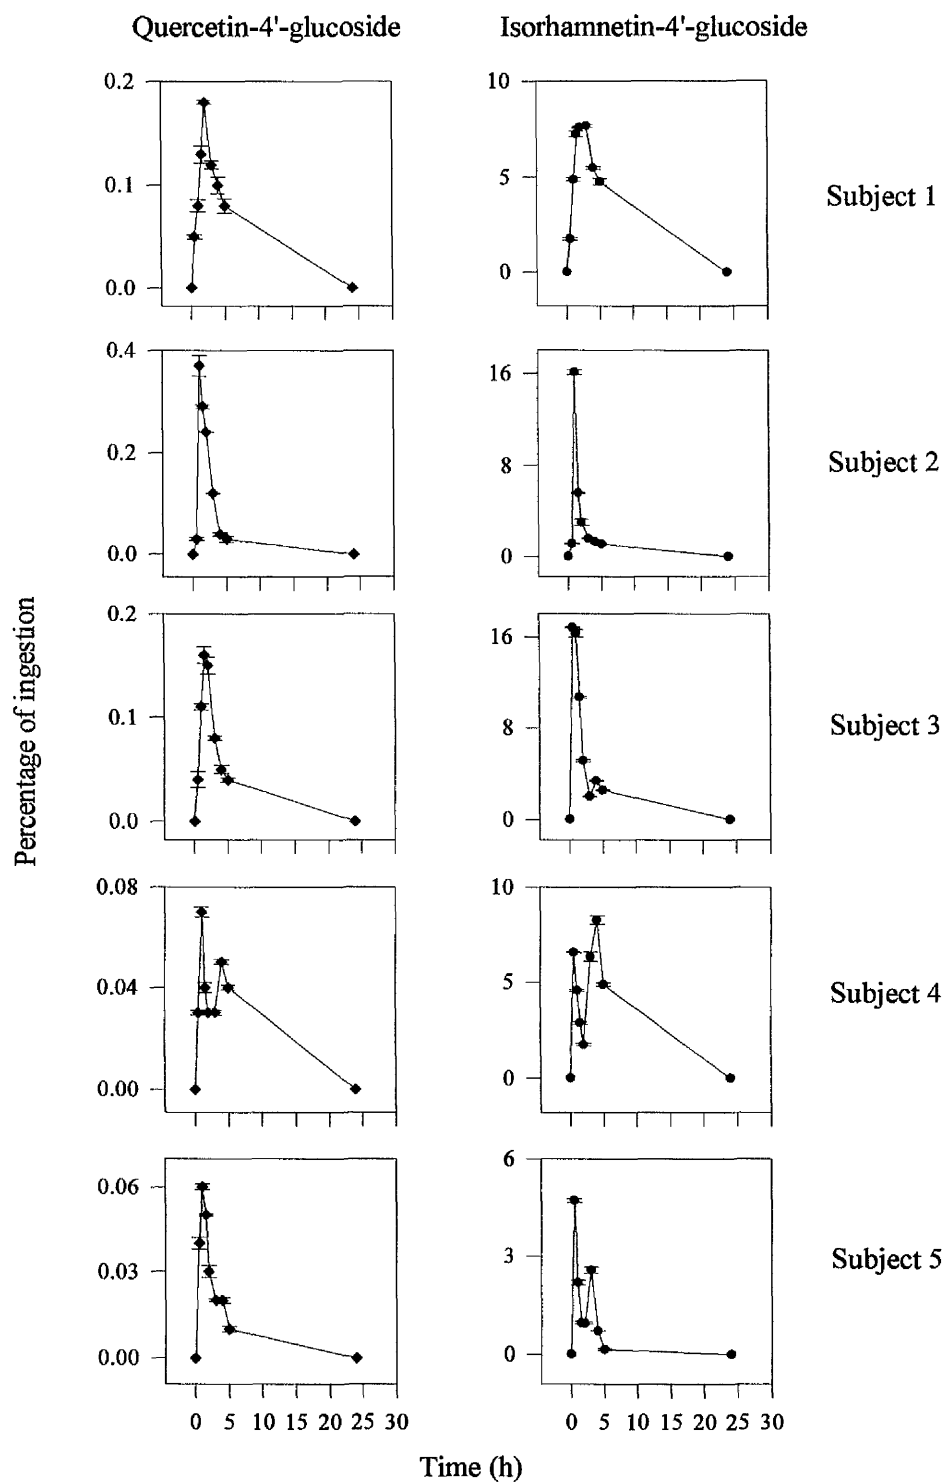 Quercetin-4'-glucoside Isorhamnetin-4'-glucoside
0.2 10
0.1 5 Subject 1
0.0 0
0.4 16
0.2 8 Subject 2
0.0 0
0.2 16
0.1 8 Subject 3
0.0 0
Percentage of ingestion
0.08 10
0.04 5 Subject 4
0.00 0
0.06 6
0.03 3 Subject 5
0.00 0
0 5 10 15 20 25 30 0 5 10 15 20 25 30
Time (h)